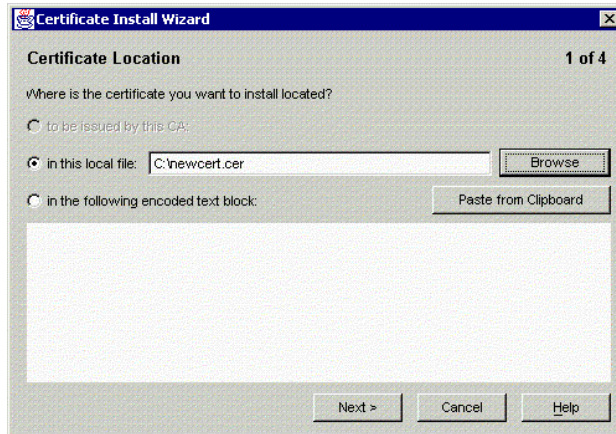 Certificate Install Wizard
Certificate Location 1 of 4
Where is the certificate you want to install located?
to be issued by this CA:
in this local file: C:\newcert.cer Browse
in the following encoded text block: Paste from Clipboard
Next > Cancel Help